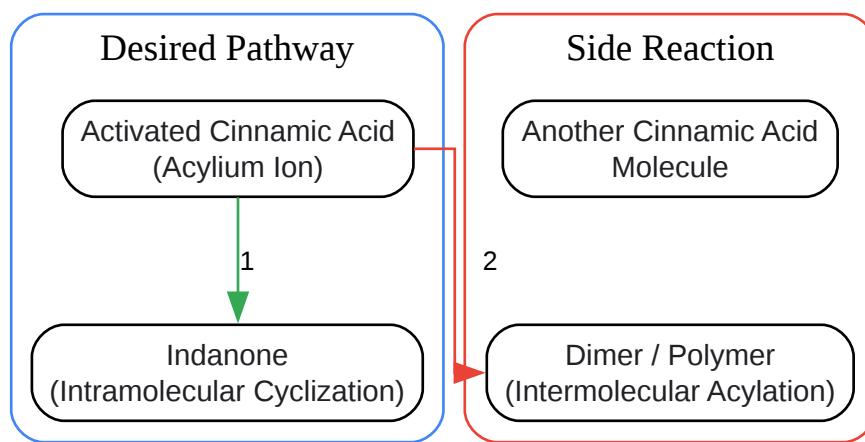 Desired Pathway
Activated Cinnamic Acid
(Acylium Ion)
1
Indanone
(Intramolecular Cyclization)
Side Reaction
Another Cinnamic Acid
Molecule
2
Dimer / Polymer
(Intermolecular Acylation)